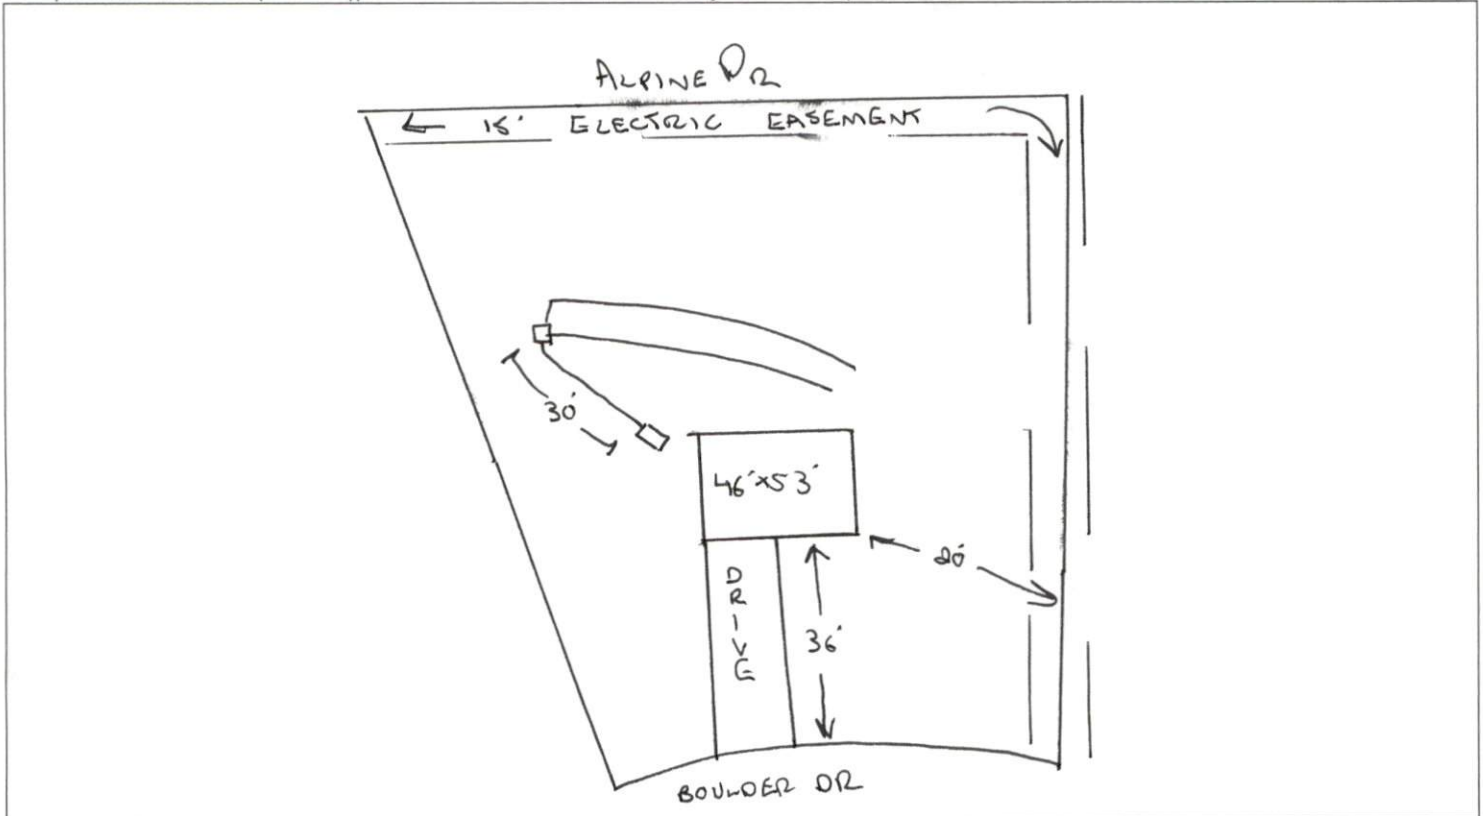 ALPINE DR
15' ELECTRIC EASEMENT
30'
46'x53'
20'
DRIVE
36'
BOULDER DR